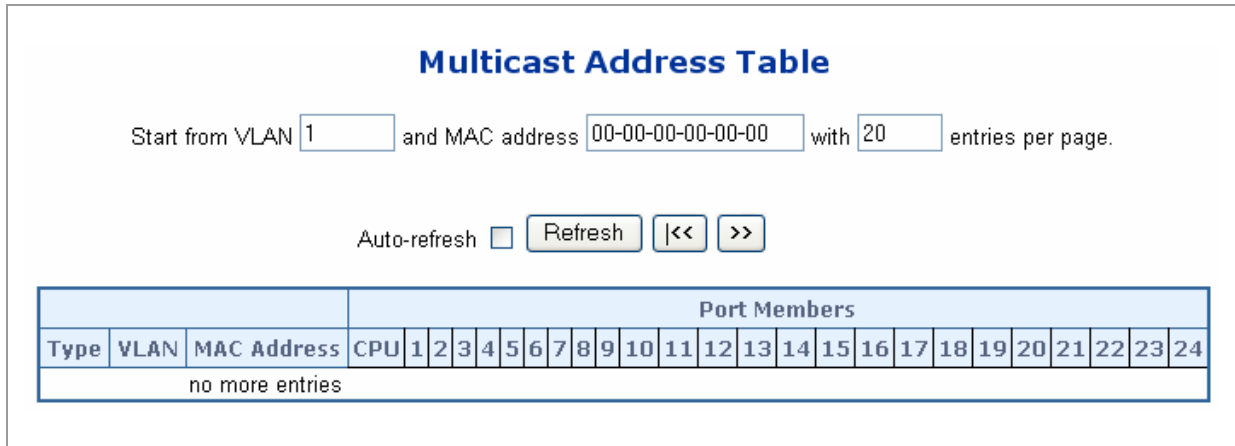 Multicast Address Table
Start from VLAN 1 and MAC address 00-00-00-00-00-00 with 20 entries per page.
Auto-refresh Refresh |<< >>
Port Members
Type VLAN MAC Address CPU 1 2 3 4 5 6 7 8 9 10 11 12 13 14 15 16 17 18 19 20 21 22 23 24
no more entries